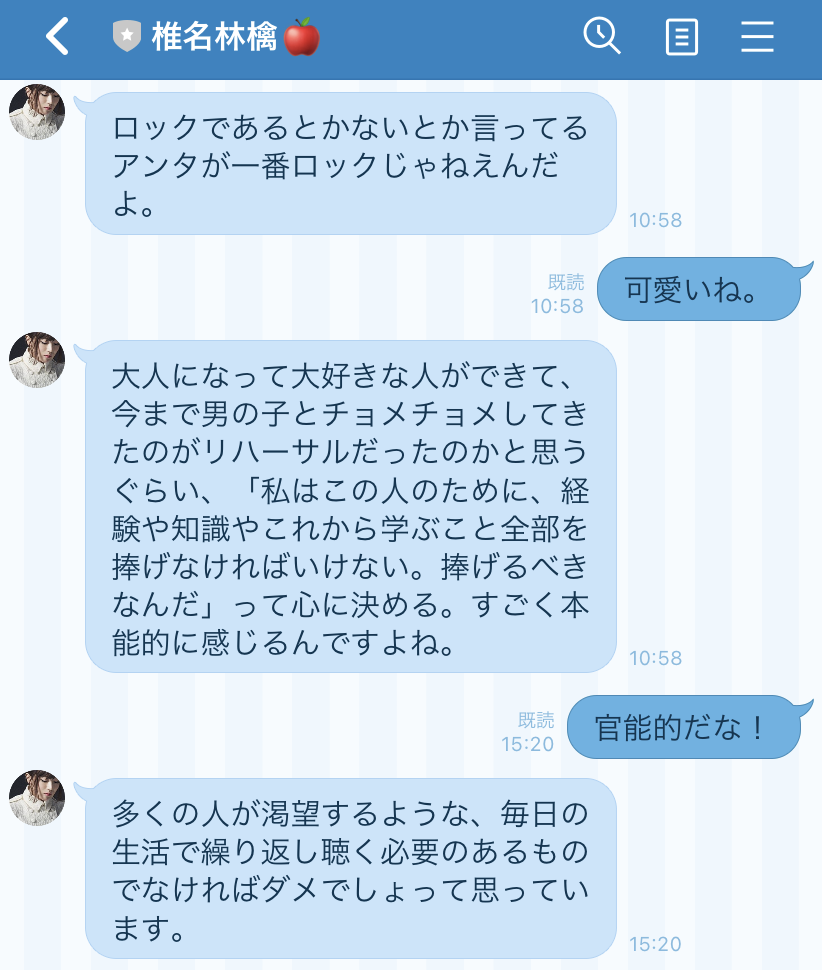 椎名林檎🍎
ロックであるとかないとか言ってる
アンタが一番ロックじゃねえんだ
よ。
10:58
既読
10:58
可愛いね。
大人になって大好きな人ができて、
今まで男の子とチョメチョメしてき
たのがリハーサルだったのかと思う
ぐらい、「私はこの人のために、経
験や知識やこれから学ぶこと全部を
捧げなければいけない。捧げるべき
なんだ」って心に決める。すごく本
能的に感じるんですよね。
10:58
既読
15:20
官能的だな！
多くの人が渇望するような、毎日の
生活で繰り返し聴く必要のあるもの
でなければダメでしょって思ってい
ます。
15:20